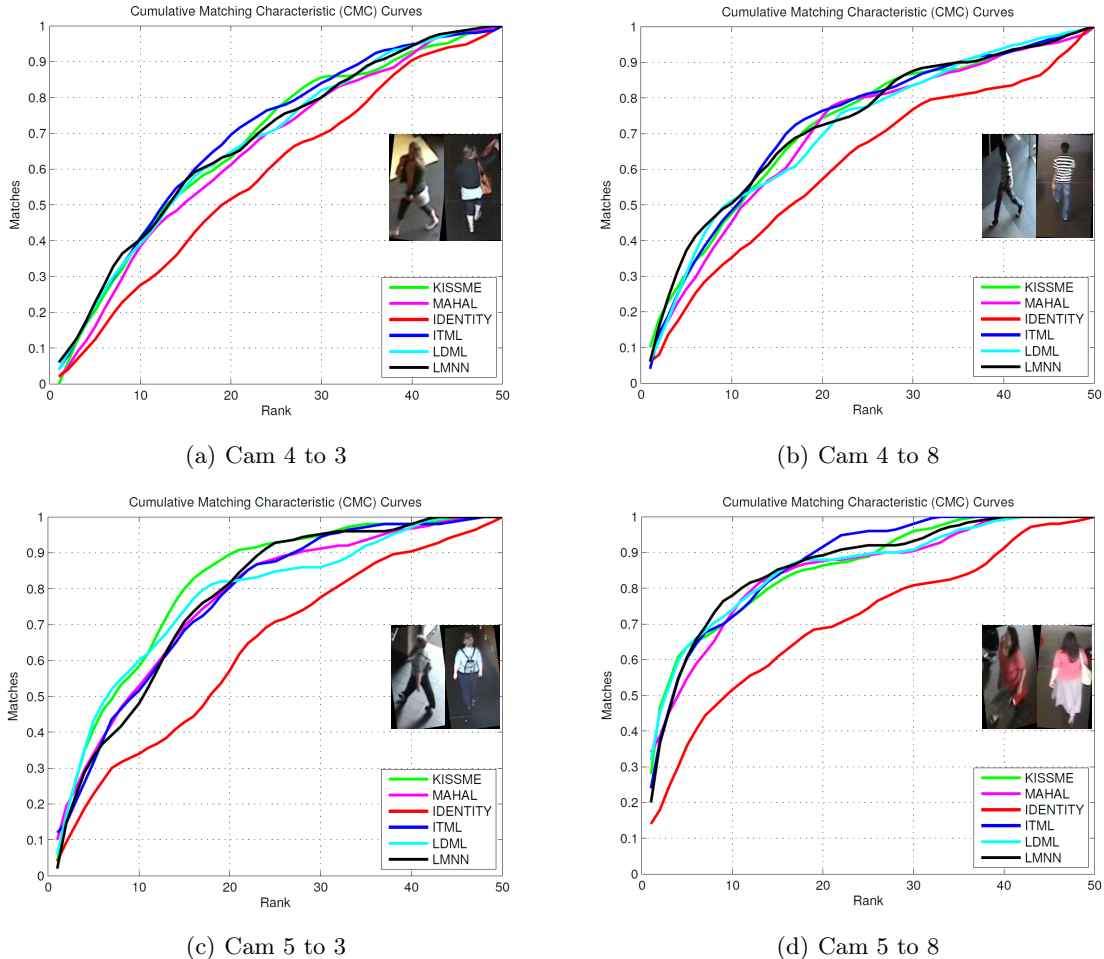 Cumulative Matching Characteristic (CMC) Curves
1
0.9
0.8
0.7
0.6
0.5
0.4
0.3
0.2
0.1
0
Matches
0 10 20 30 40 50
Rank
KISSME
MAHAL
IDENTITY
ITML
LDML
LMNN
(a) Cam 4 to 3
Cumulative Matching Characteristic (CMC) Curves
1
0.9
0.8
0.7
0.6
0.5
0.4
0.3
0.2
0.1
0
Matches
0 10 20 30 40 50
Rank
KISSME
MAHAL
IDENTITY
ITML
LDML
LMNN
(b) Cam 4 to 8
Cumulative Matching Characteristic (CMC) Curves
1
0.9
0.8
0.7
0.6
0.5
0.4
0.3
0.2
0.1
0
Matches
0 10 20 30 40 50
Rank
KISSME
MAHAL
IDENTITY
ITML
LDML
LMNN
(c) Cam 5 to 3
Cumulative Matching Characteristic (CMC) Curves
1
0.9
0.8
0.7
0.6
0.5
0.4
0.3
0.2
0.1
0
Matches
0 10 20 30 40 50
Rank
KISSME
MAHAL
IDENTITY
ITML
LDML
LMNN
(d) Cam 5 to 8